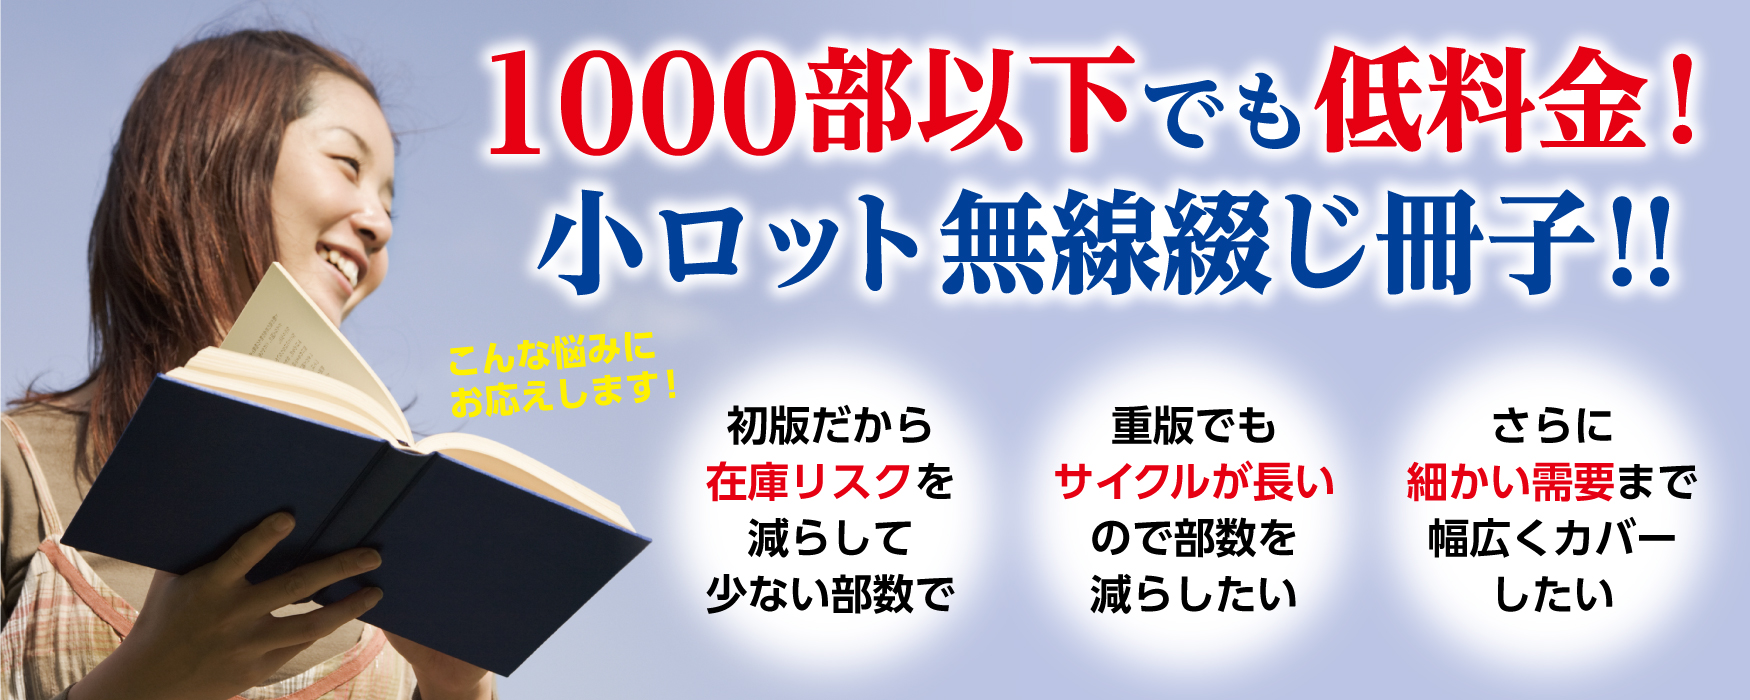 1000部以下でも低料金!
小ロット無線綴じ冊子!!
こんな悩みに
お応えします!
初版だから
在庫リスクを
減らして
少ない部数で
重版でも
サイクルが長い
ので部数を
減らしたい
さらに
細かい需要まで
幅広くカバー
したい